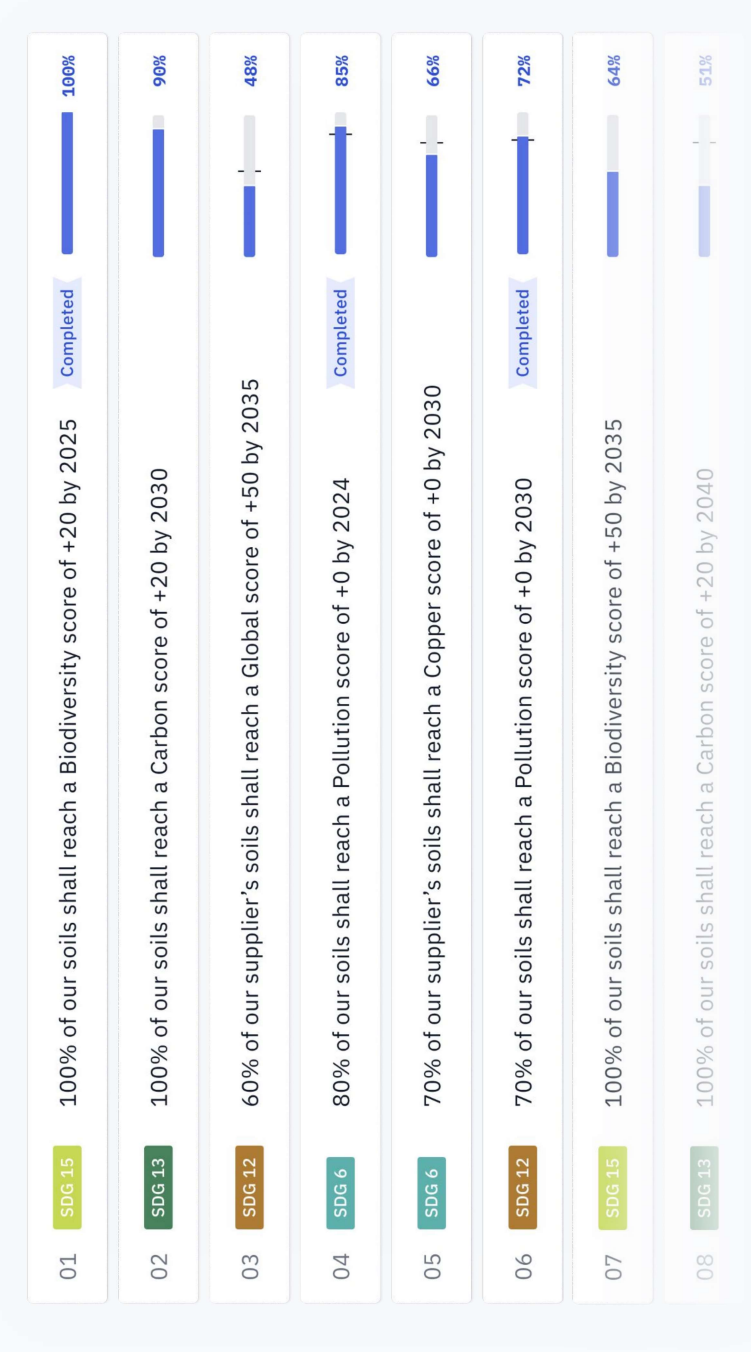 01 SDG 15 100% of our soils shall reach a Biodiversity score of +20 by 2025 Completed 100%
02 SDG 13 100% of our soils shall reach a Carbon score of +20 by 2030 90%
03 SDG 12 60% of our supplier’s soils shall reach a Global score of +50 by 2035 48%
04 SDG 6 80% of our soils shall reach a Pollution score of +0 by 2024 Completed 85%
05 SDG 6 70% of our supplier’s soils shall reach a Copper score of +0 by 2030 66%
06 SDG 12 70% of our soils shall reach a Pollution score of +0 by 2030 Completed 72%
07 SDG 15 100% of our soils shall reach a Biodiversity score of +50 by 2035 64%
08 SDG 13 100% of our soils shall reach a Carbon score of +20 by 2040 51%